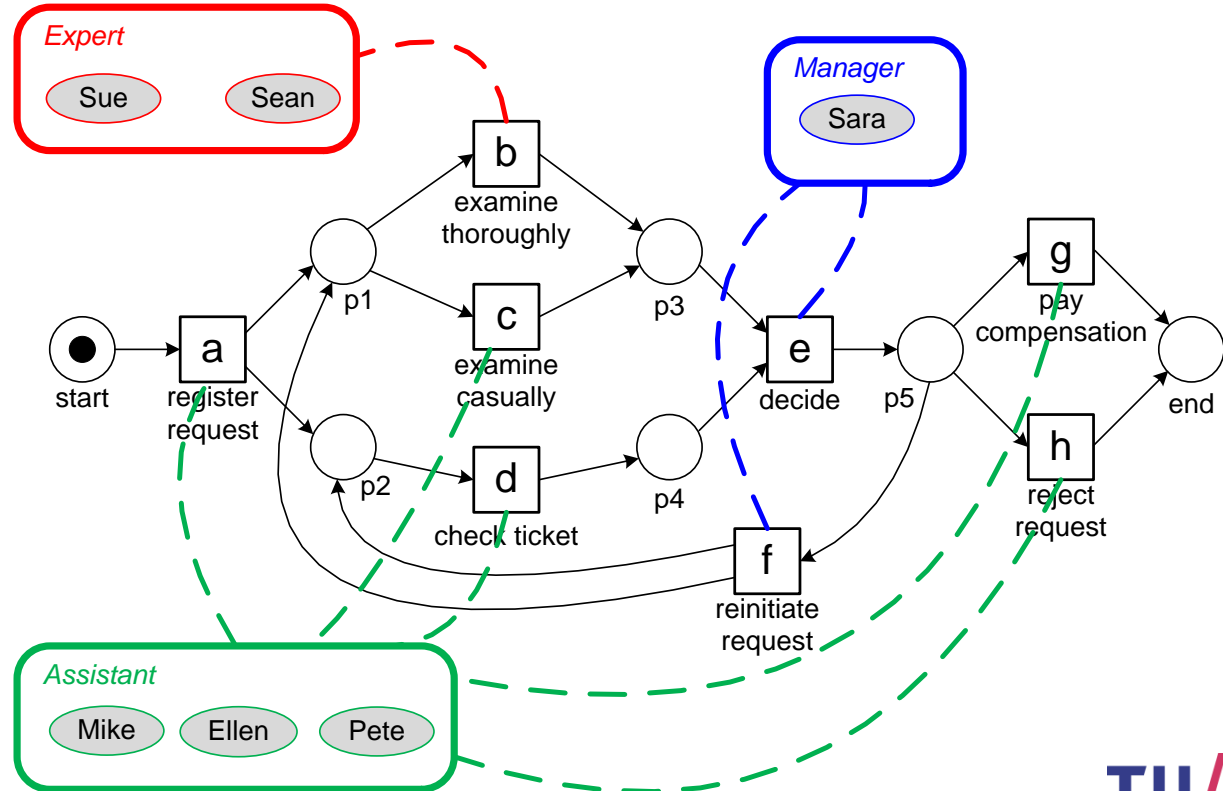 Expert
Sue
Sean
Manager
Sara
b
examine
thoroughly
p1
c
examine
casually
p3
g
pay
compensation
start
a
register
request
e
decide
p5
end
p2
d
check ticket
p4
h
reject
request
f
reinitiate
request
Assistant
Mike
Ellen
Pete